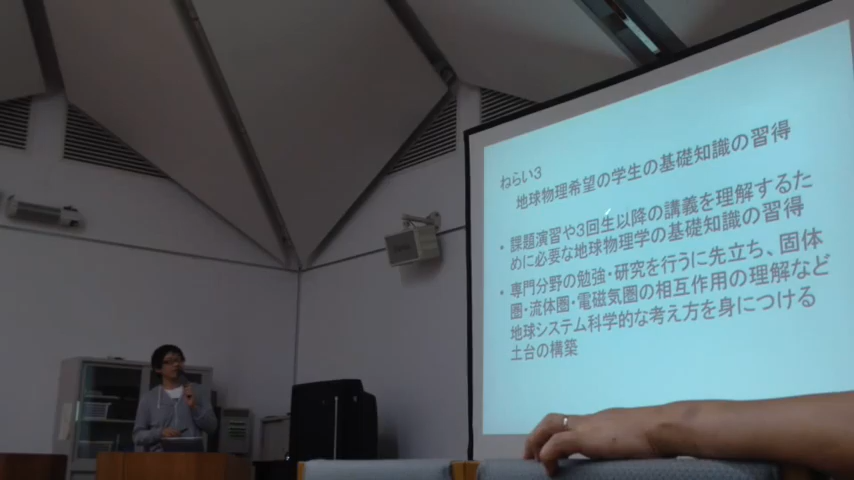 ねらい3
地球物理希望の学生の基礎知識の習得
・課題演習や3回生以降の講義を理解するた
めに必要な地球物理学の基礎知識の習得
・専門分野の勉強・研究を行うに先立ち、固体
圏・流体圏・電磁気圏の相互作用の理解など
地球システム科学的な考え方を身につける
土台の構築